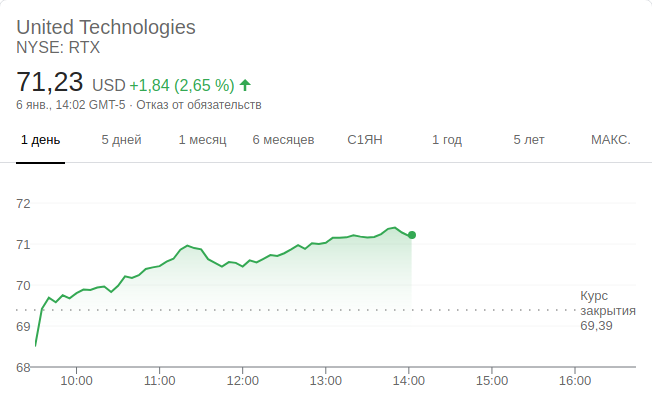 United Technologies
NYSE: RTX
71,23 USD +1,84 (2,65 %)
6 янв., 14:02 GMT-5 · Отказ от обязательств
1 день 5 дней 1 месяц 6 месяцев С1ЯН 1 год 5 лет МАКС.
72
71
70
Курс
закрытия
69,39
69
68
10:00 11:00 12:00 13:00 14:00 15:00 16:00